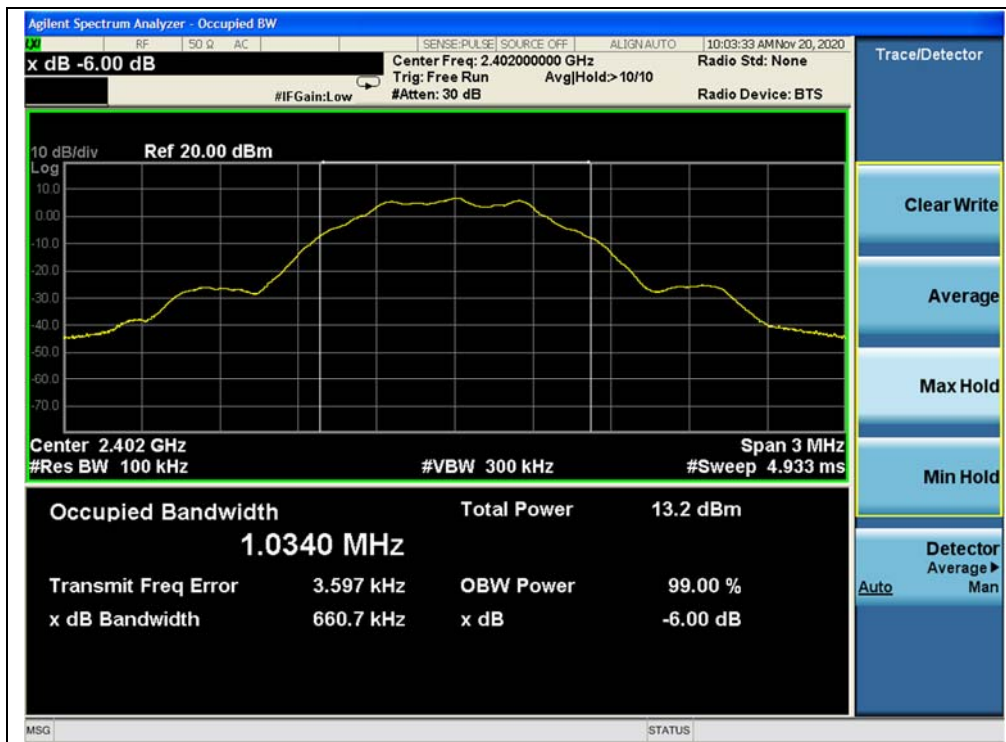 Agilent Spectrum Analyzer - Occupied BW
LXI RF 50 Ω AC SENSE:PULSE SOURCE OFF ALIGN AUTO 10:03:33 AM Nov 20, 2020
x dB -6.00 dB
Center Freq: 2.402000000 GHz Radio Std: None
Trig: Free Run Avg|Hold:> 10/10
#IFGain:Low #Atten: 30 dB Radio Device: BTS
10 dB/div Ref 20.00 dBm
Log
10.0
0.00
-10.0
-20.0
-30.0
-40.0
-50.0
-60.0
-70.0
Center 2.402 GHz Span 3 MHz
#Res BW 100 kHz #VBW 300 kHz #Sweep 4.933 ms
Occupied Bandwidth Total Power 13.2 dBm
1.0340 MHz
Transmit Freq Error 3.597 kHz OBW Power 99.00 %
x dB Bandwidth 660.7 kHz x dB -6.00 dB
MSG STATUS
Trace/Detector
Clear Write
Average
Max Hold
Min Hold
Detector
Average▶
Auto Man